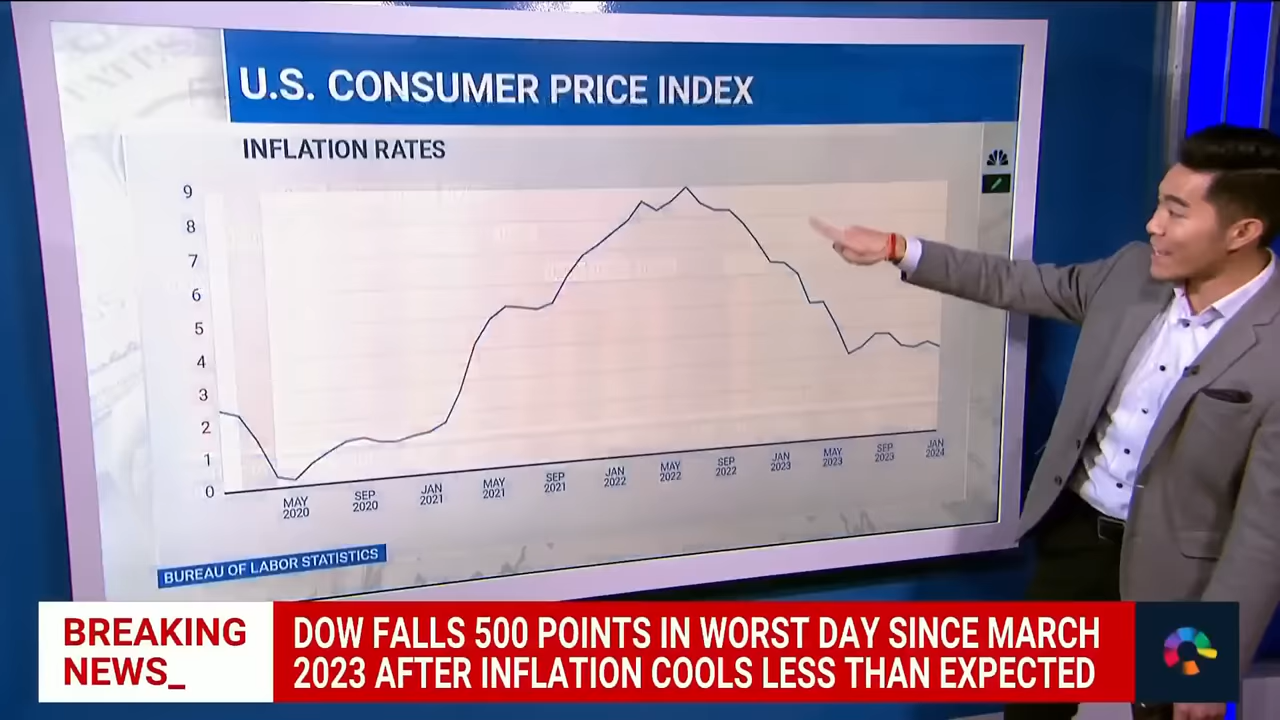 U.S. CONSUMER PRICE INDEX
INFLATION RATES
9
8
7
6
5
4
3
2
1
0
MAY
2020
SEP
2020
JAN
2021
MAY
2021
SEP
2021
JAN
2022
MAY
2022
SEP
2022
JAN
2023
MAY
2023
SEP
2023
JAN
2024
BUREAU OF LABOR STATISTICS
BREAKING
NEWS_
DOW FALLS 500 POINTS IN WORST DAY SINCE MARCH
2023 AFTER INFLATION COOLS LESS THAN EXPECTED